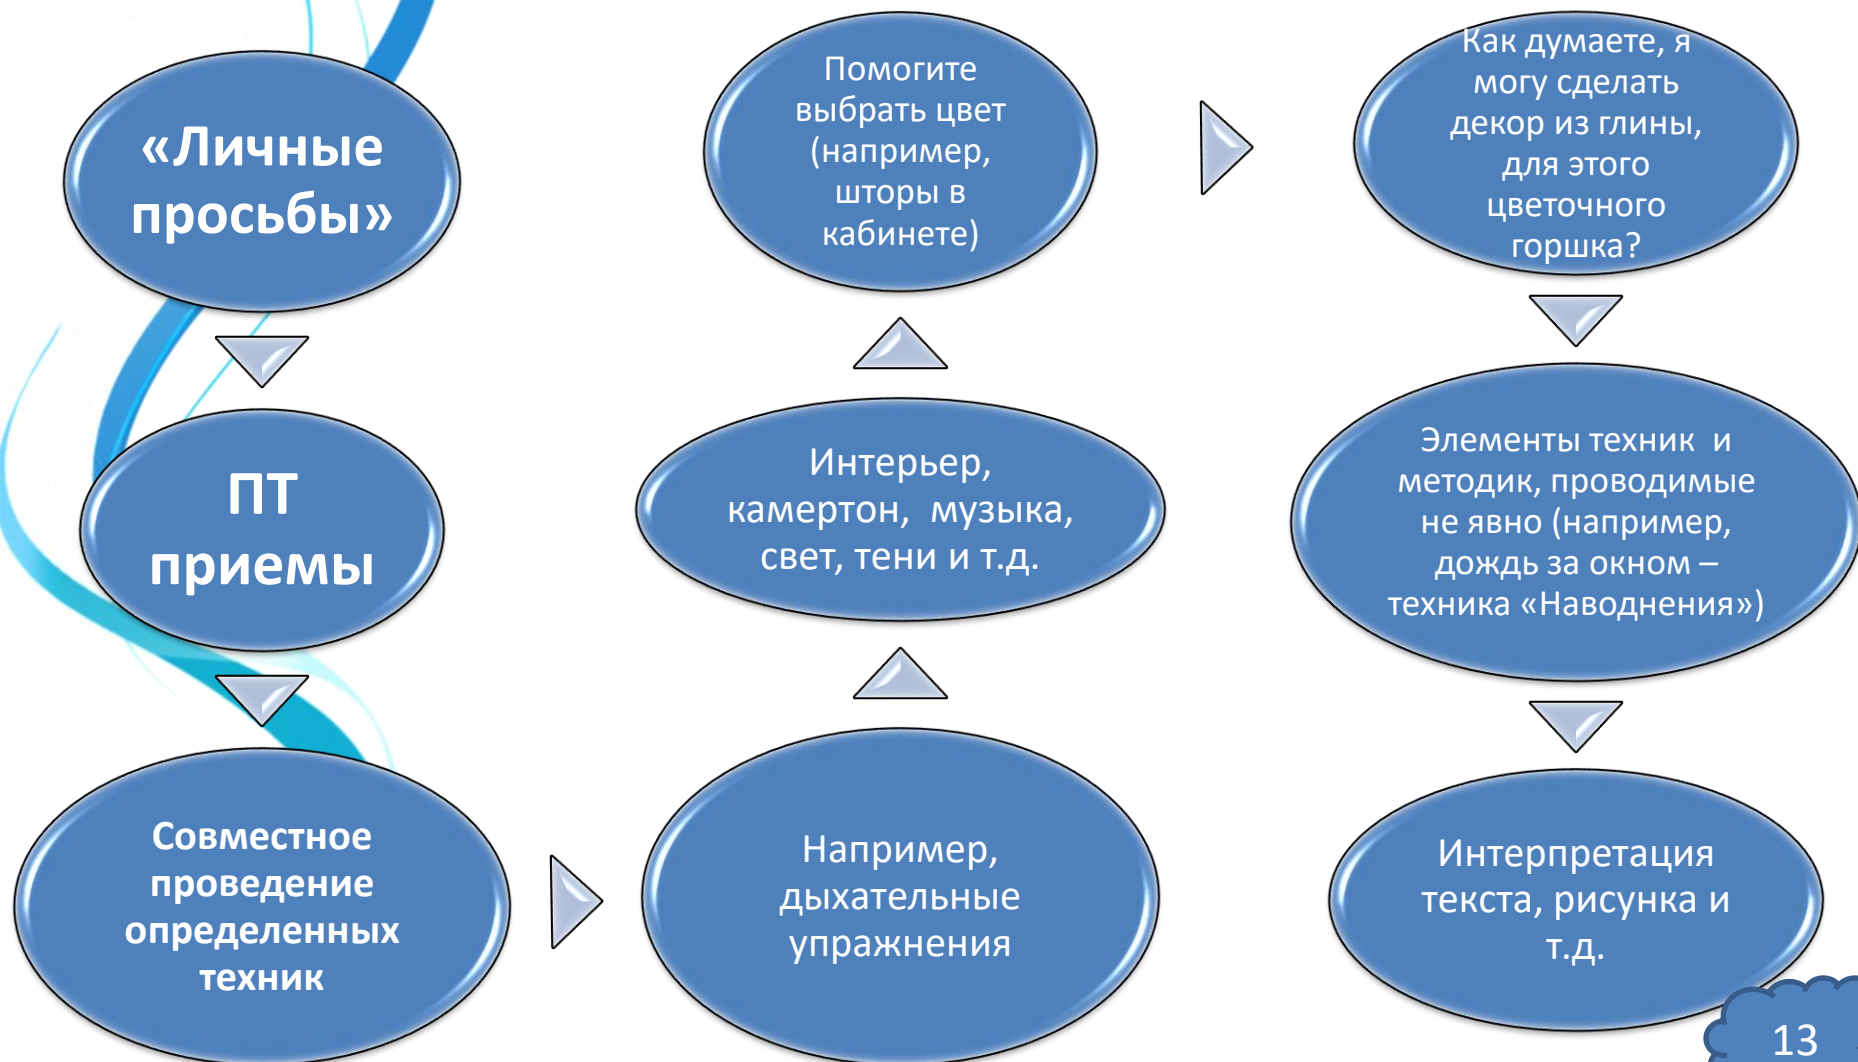 «Личные
просьбы»
ПТ
приемы
Совместное
проведение
определенных
техник
Например,
дыхательные
упражнения
Интерьер,
камертон, музыка,
свет, тени и т.д.
Помогите
выбрать цвет
(например,
шторы в
кабинете)
Как думаете, я
могу сделать
декор из глины,
для этого
цветочного
горшка?
Элементы техник и
методик, проводимые
не явно (например,
дождь за окном –
техника «Наводнения»)
Интерпретация
текста, рисунка и
т.д.
13